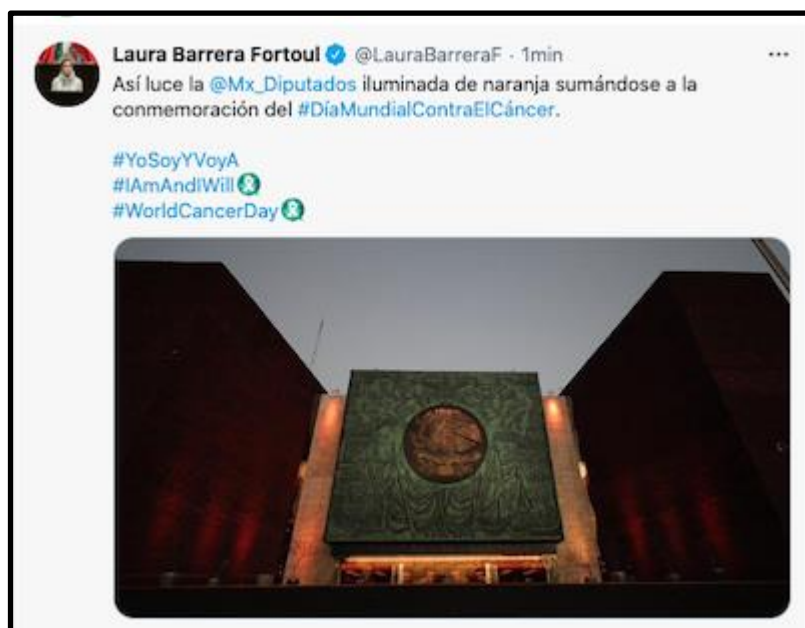 Laura Barrera Fortoul @LauraBarreraF · 1min
Así luce la @Mx_Diputados iluminada de naranja sumándose a la
conmemoración del #DíaMundialContraElCáncer.
#YoSoyYVoyA
#IAmAndIWill
#WorldCancerDay